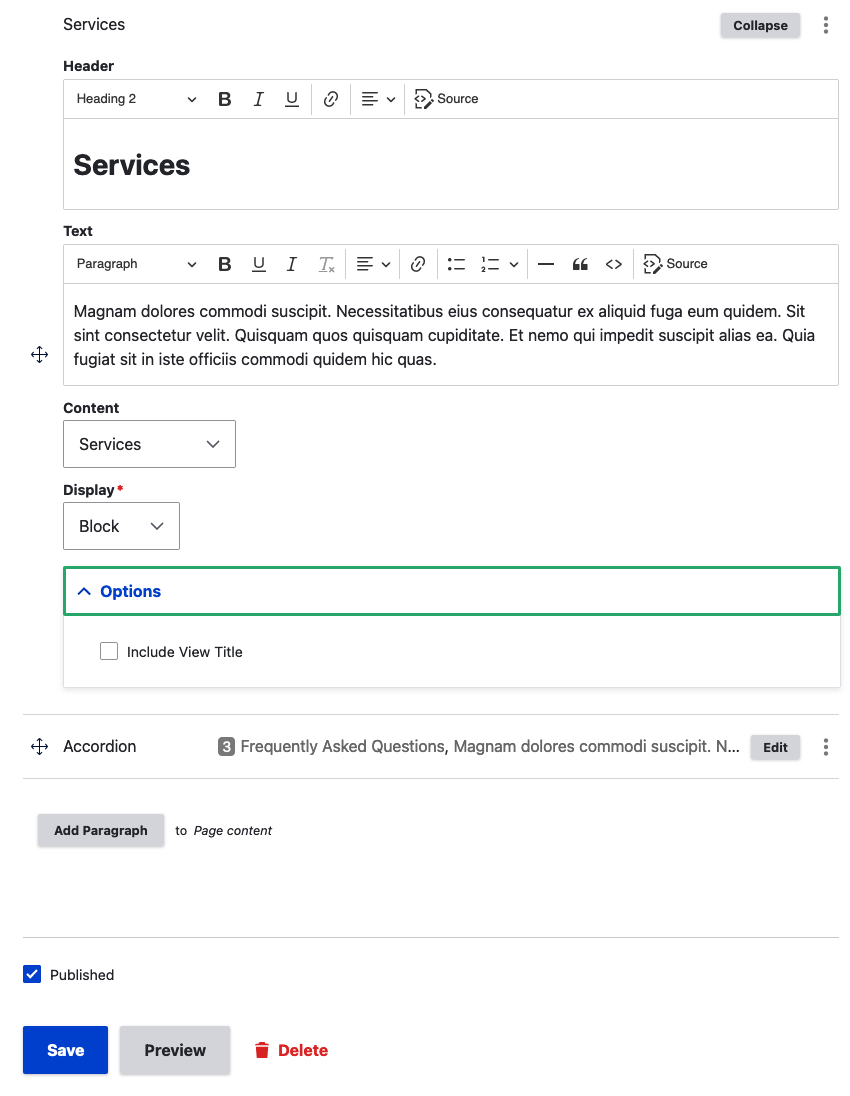 Services
Collapse
Header
Heading 2
B I U
Source
Services
Text
Paragraph
B U I Tx
Source
Magnam dolores commodi suscipit. Necessitatibus eius consequatur ex aliquid fuga eum quidem. Sit
sint consectetur velit. Quisquam quos quisquam cupiditate. Et nemo qui impedit suscipit alias ea. Quia
fugiat sit in iste officiis commodi quidem hic quas.
Content
Services
Display*
Block
Options
Include View Title
Accordion
3 Frequently Asked Questions, Magnam dolores commodi suscipit. N...
Edit
Add Paragraph to Page content
Published
Save
Preview
Delete